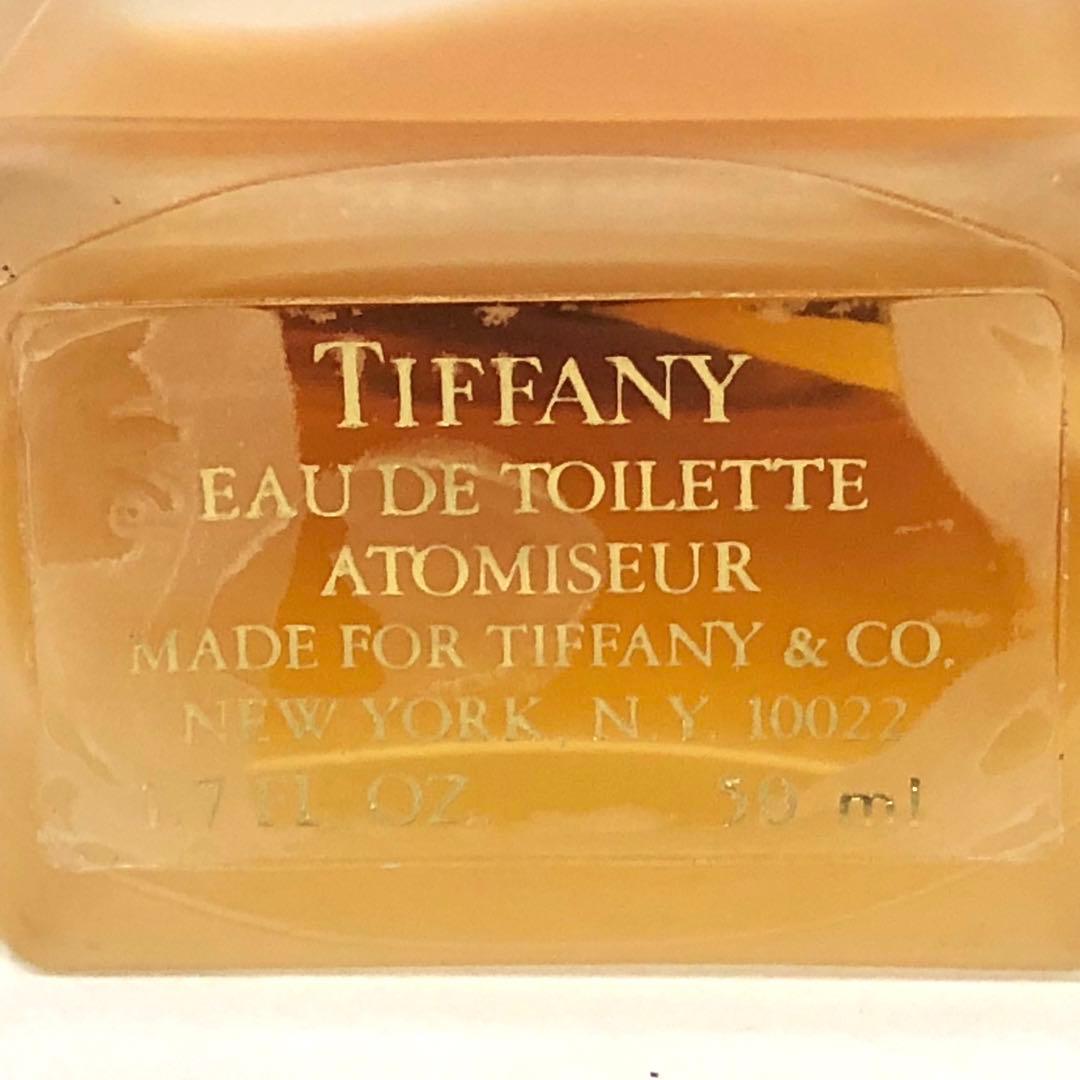 TIFFANY
EAU DE TOILETTE
ATOMISEUR
MADE FOR TIFFANY & CO.
NEW YORK, N.Y. 10022
1.7 FL OZ. 50 ml